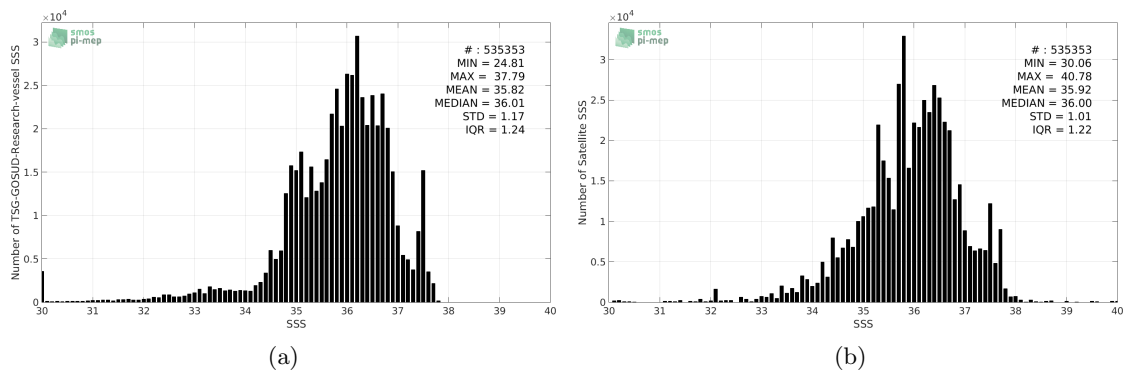 ×10⁴
smos
pi-mep
# : 535353
MIN = 24.81
MAX = 37.79
MEAN = 35.82
MEDIAN = 36.01
STD = 1.17
IQR = 1.24
Number of TSG-GOSUD-Research-vessel SSS
3
2.5
2
1.5
1
0.5
0
30 31 32 33 34 35 36 37 38 39 40
SSS
(a)
×10⁴
smos
pi-mep
# : 535353
MIN = 30.06
MAX = 40.78
MEAN = 35.92
MEDIAN = 36.00
STD = 1.01
IQR = 1.22
Number of Satellite SSS
3
2.5
2
1.5
1
0.5
0
30 31 32 33 34 35 36 37 38 39 40
SSS
(b)